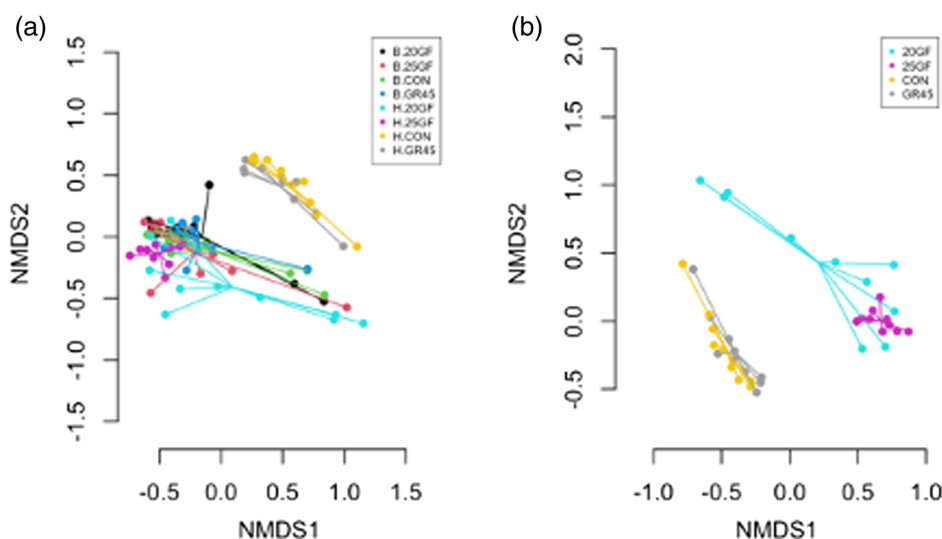 (a)
1.5
1.0
0.5
0.0
-0.5
-1.0
-1.5
NMDS2
-0.5 0.0 0.5 1.0 1.5
NMDS1
B.20GF
B.25GF
B.CON
B.GR45
H.20GF
H.25GF
H.CON
H.GR45
(b)
2.0
1.5
1.0
0.5
0.0
-0.5
NMDS2
-1.0 -0.5 0.0 0.5 1.0
NMDS1
20GF
25GF
CON
GR45